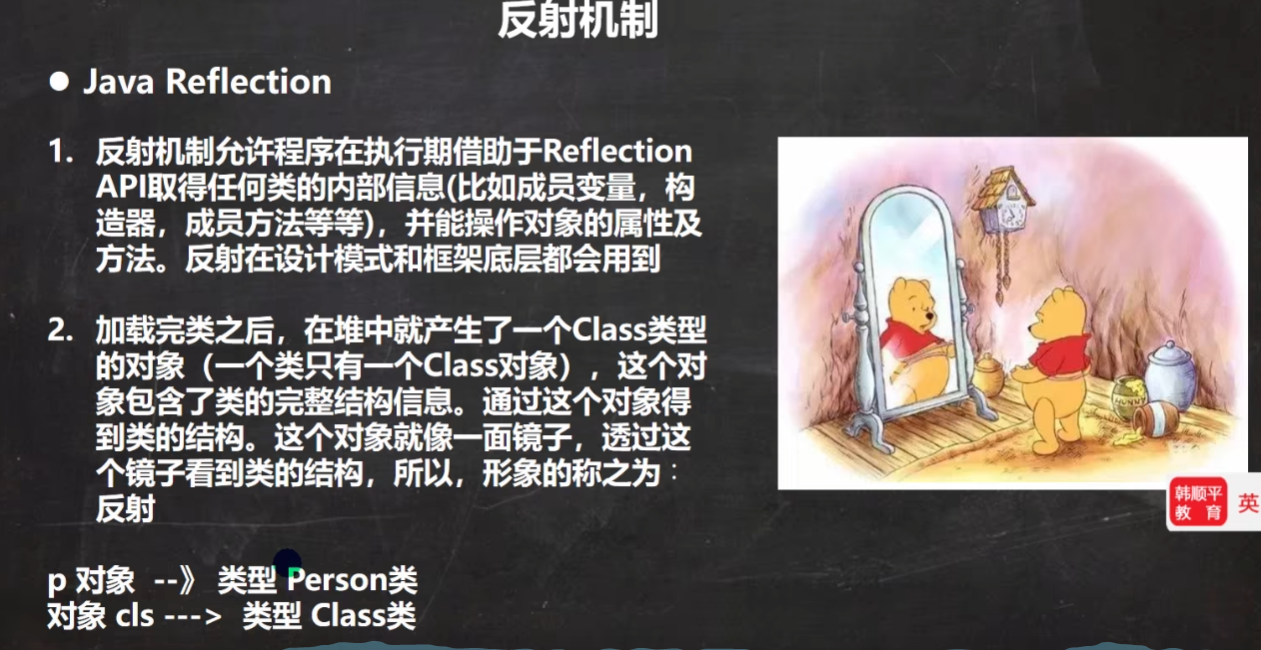 反射机制
● Java Reflection
1. 反射机制允许程序在执行期借助于Reflection
API取得任何类的内部信息(比如成员变量，构
造器，成员方法等等)，并能操作对象的属性及
方法。反射在设计模式和框架底层都会用到
2. 加载完类之后，在堆中就产生了一个Class类型
的对象（一个类只有一个Class对象），这个对
象包含了类的完整结构信息。通过这个对象得
到类的结构。这个对象就像一面镜子，透过这
个镜子看到类的结构，所以，形象的称之为：
反射
p 对象 --》 类型 Person类
对象 cls ---> 类型 Class类
HUNNY
韩顺平
教 育
英